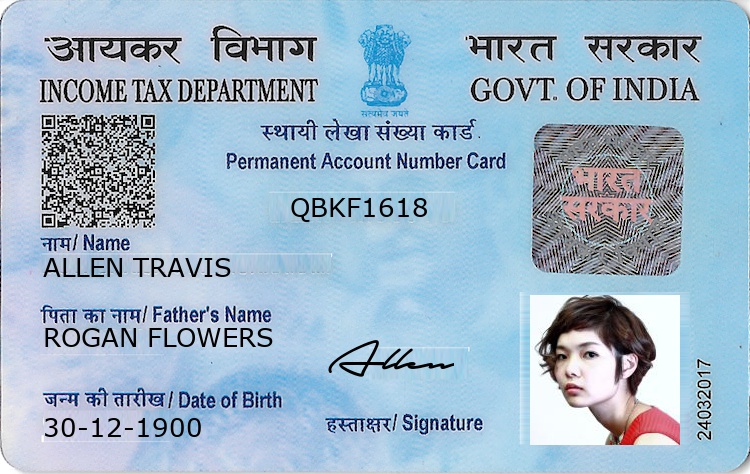 आयकर विभाग
INCOME TAX DEPARTMENT
सत्यमेव जयते
भारत सरकार
GOVT. OF INDIA
स्थायी लेखा संख्या कार्ड
Permanent Account Number Card
QBKF1618
भारत
सरकार
नाम/ Name
ALLEN TRAVIS
पिता का नाम/ Father's Name
ROGAN FLOWERS
Allen
जन्म की तारीख/ Date of Birth
30-12-1900
हस्ताक्षर/ Signature
24032017